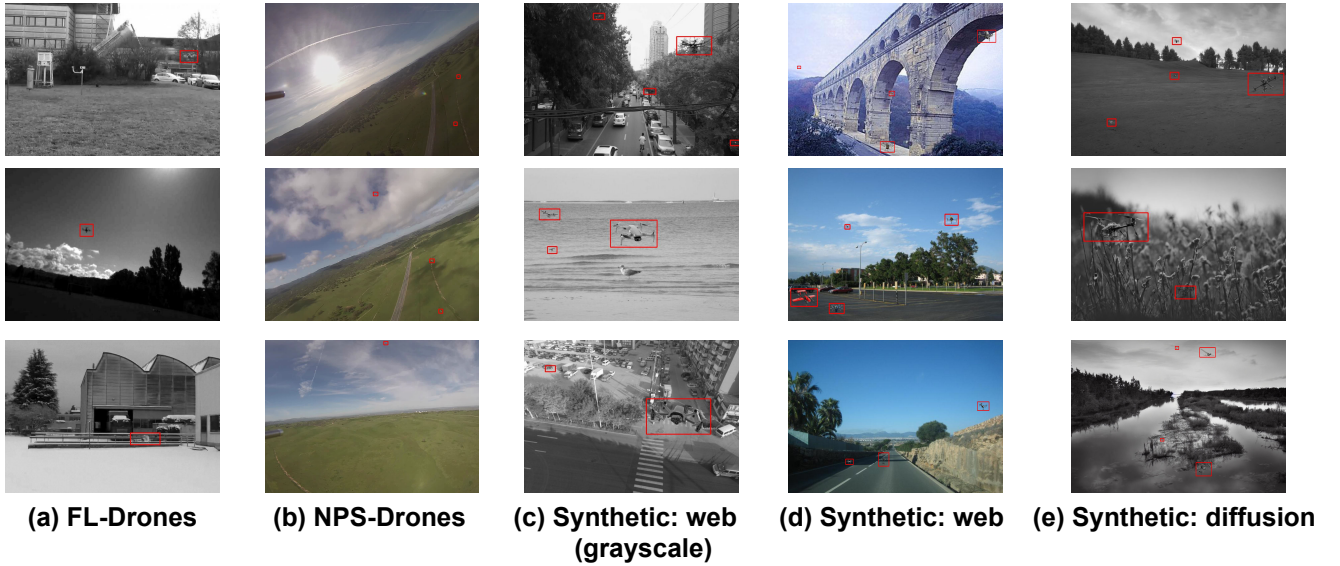 (a) FL-Drones
(b) NPS-Drones
(c) Synthetic: web
(grayscale)
(d) Synthetic: web
(e) Synthetic: diffusion